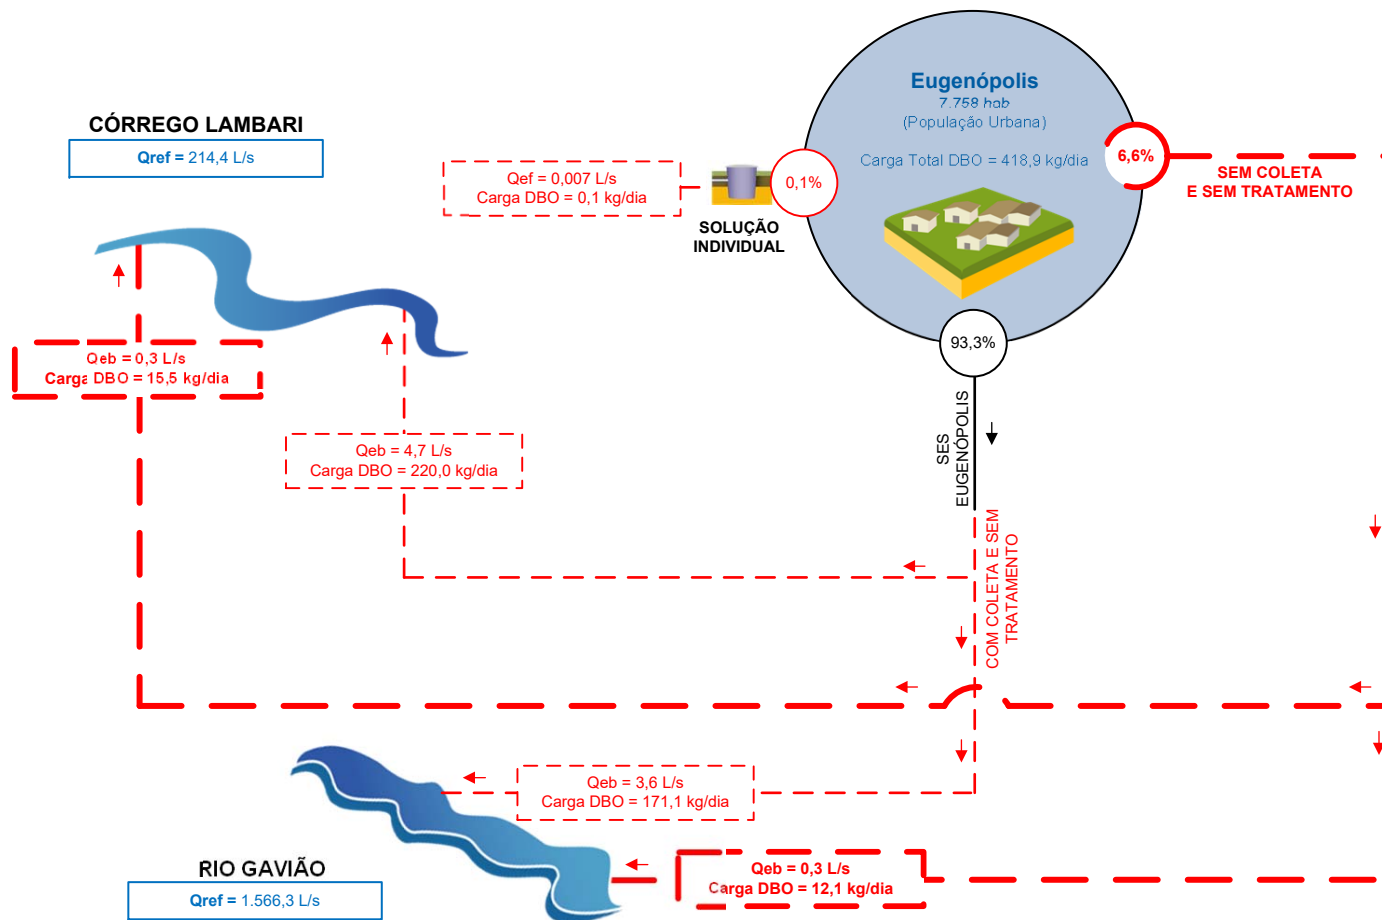 Eugenópolis
7.758 hab
(População Urbana)
Carga Total DBO = 418,9 kg/dia
CÓRREGO LAMBARI
Qref = 214,4 L/s
Qef = 0,007 L/s
Carga DBO = 0,1 kg/dia
0,1%
SOLUÇÃO
INDIVIDUAL
6,6%
SEM COLETA
E SEM TRATAMENTO
93,3%
SES
EUGENÓPOLIS
Qeb = 0,3 L/s
Carga DBO = 15,5 kg/dia
Qeb = 4,7 L/s
Carga DBO = 220,0 kg/dia
COM COLETA E SEM
TRATAMENTO
Qeb = 3,6 L/s
Carga DBO = 171,1 kg/dia
RIO GAVIÃO
Qref = 1.566,3 L/s
Qeb = 0,3 L/s
Carga DBO = 12,1 kg/dia